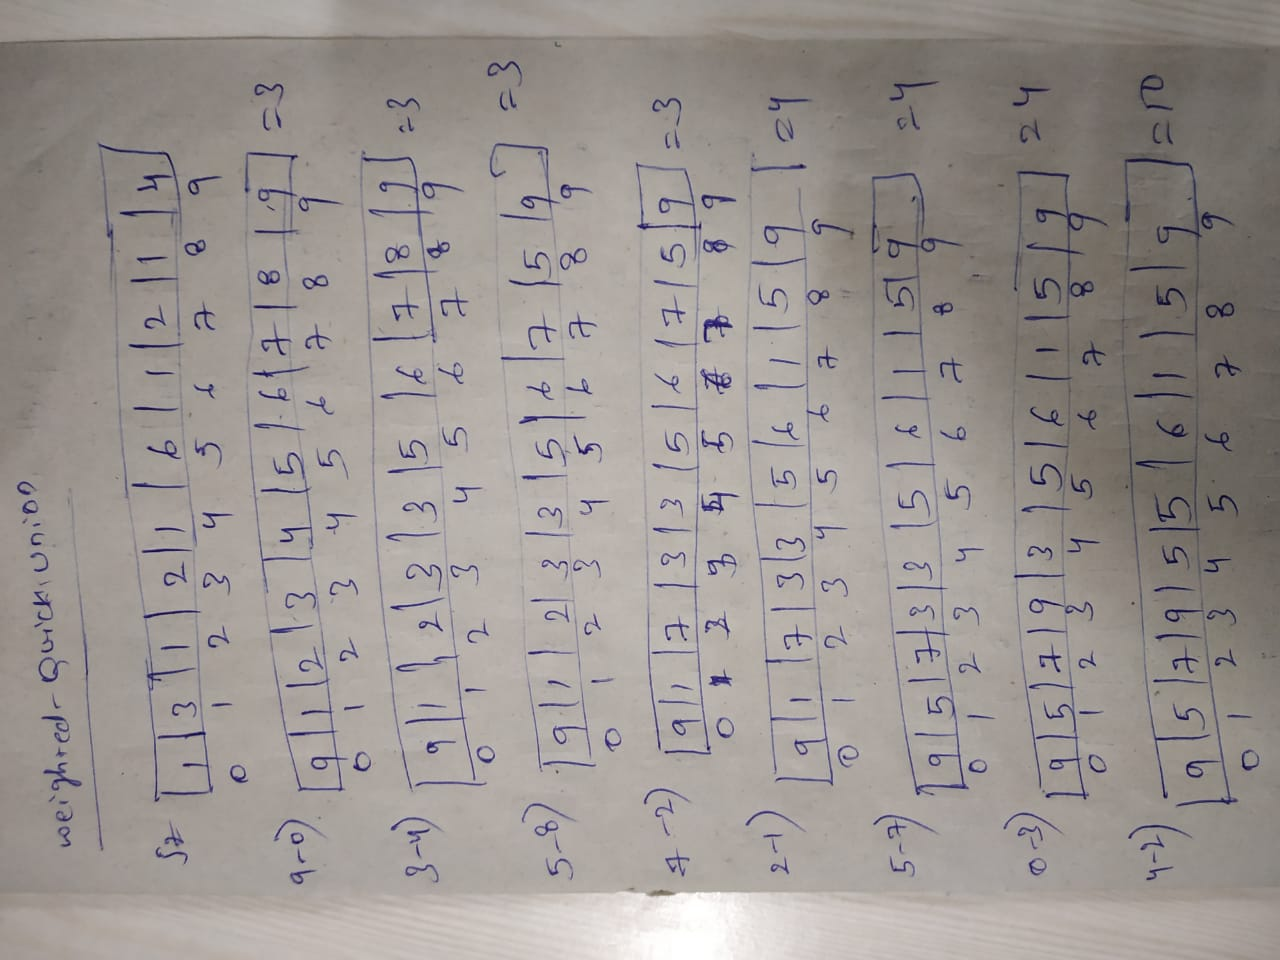 weighted-Quick union
sz | 1 | 3 | 1 | 2 | 1 | 6 | 1 | 2 | 1 | 4 |
0 1 2 3 4 5 6 7 8 9
9-0) | 9 | 1 | 2 | 3 | 4 | 5 | 6 | 7 | 8 | 9 | =3
0 1 2 3 4 5 6 7 8 9
3-4) | 9 | 1 | 2 | 3 | 3 | 5 | 6 | 7 | 8 | 9 | =3
0 1 2 3 4 5 6 7 8 9
5-8) | 9 | 1 | 2 | 3 | 3 | 5 | 6 | 7 | 5 | 9 | =3
0 1 2 3 4 5 6 7 8 9
7-2) | 9 | 1 | 7 | 3 | 3 | 5 | 6 | 7 | 5 | 9 | =3
0 1 2 3 4 5 6 7 8 9
2-1) | 9 | 1 | 7 | 3 | 3 | 5 | 6 | 1 | 5 | 9 | =4
0 1 2 3 4 5 6 7 8 9
5-7) | 9 | 5 | 7 | 3 | 3 | 5 | 6 | 1 | 5 | 9 | =4
0 1 2 3 4 5 6 7 8 9
0-3) | 9 | 5 | 7 | 9 | 3 | 5 | 6 | 1 | 5 | 9 | =4
0 1 2 3 4 5 6 7 8 9
4-2) | 9 | 5 | 7 | 9 | 5 | 5 | 6 | 1 | 5 | 9 | =10
0 1 2 3 4 5 6 7 8 9